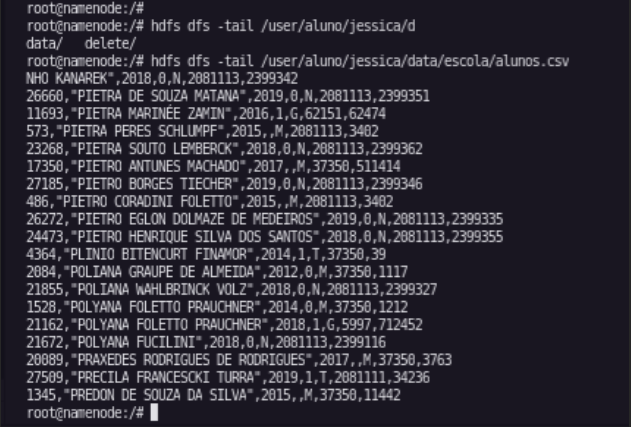 root@namenode:/#
root@namenode:/# hdfs dfs -tail /user/aluno/jessica/d
data/   delete/
root@namenode:/# hdfs dfs -tail /user/aluno/jessica/data/escola/alunos.csv
NHO KANAREK",2018,0,N,2081113,2399342
26660,"PIETRA DE SOUZA MATANA",2019,0,N,2081113,2399351
11693,"PIETRA MARINÉE ZAMIN",2016,1,G,62151,62474
573,"PIETRA PERES SCHLUMPF",2015,,M,2081113,3402
23268,"PIETRA SOUTO LEMBERCK",2018,0,N,2081113,2399362
17350,"PIETRO ANTUNES MACHADO",2017,,M,37350,511414
27185,"PIETRO BORGES TIECHER",2019,0,N,2081113,2399346
486,"PIETRO CORADINI FOLETTO",2015,,M,2081113,3402
26272,"PIETRO EGLON DOLMAZE DE MEDEIROS",2019,0,N,2081113,2399335
24473,"PIETRO HENRIQUE SILVA DOS SANTOS",2018,0,N,2081113,2399355
4364,"PLINIO BITENCURT FINAMOR",2014,1,T,37350,39
2084,"POLIANA GRAUPE DE ALMEIDA",2012,0,M,37350,1117
21855,"POLIANA WAHLBRINCK VOLZ",2018,0,N,2081113,2399327
1528,"POLYANA FOLETTO PRAUCHNER",2014,0,M,37350,1212
21162,"POLYANA FOLETTO PRAUCHNER",2018,1,G,5997,712452
21672,"POLYANA FUCILINI",2018,0,N,2081113,2399116
20089,"PRAXEDES RODRIGUES DE RODRIGUES",2017,,M,37350,3763
27509,"PRECILA FRANCESCKI TURRA",2019,1,T,2081111,34236
1345,"PREDON DE SOUZA DA SILVA",2015,,M,37350,11442
root@namenode:/#